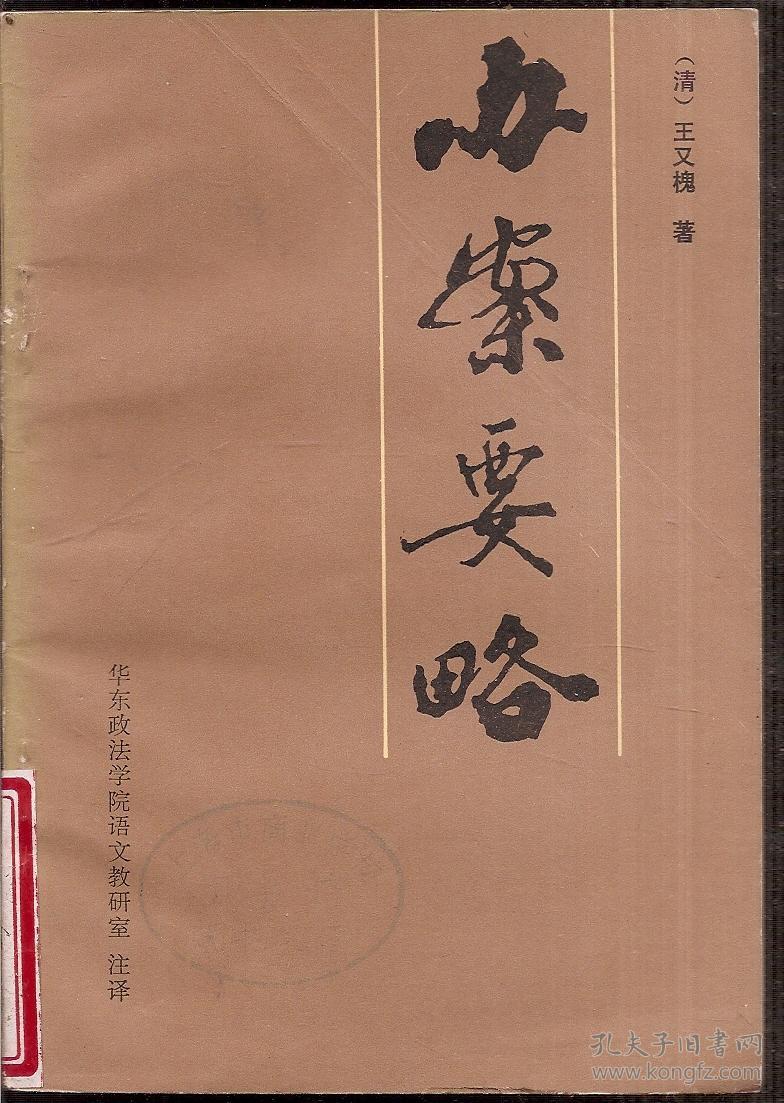 (清)王又槐 著
办案要略
华东政法学院语文教研室 注译
孔夫子旧书网
www.kongfz.com